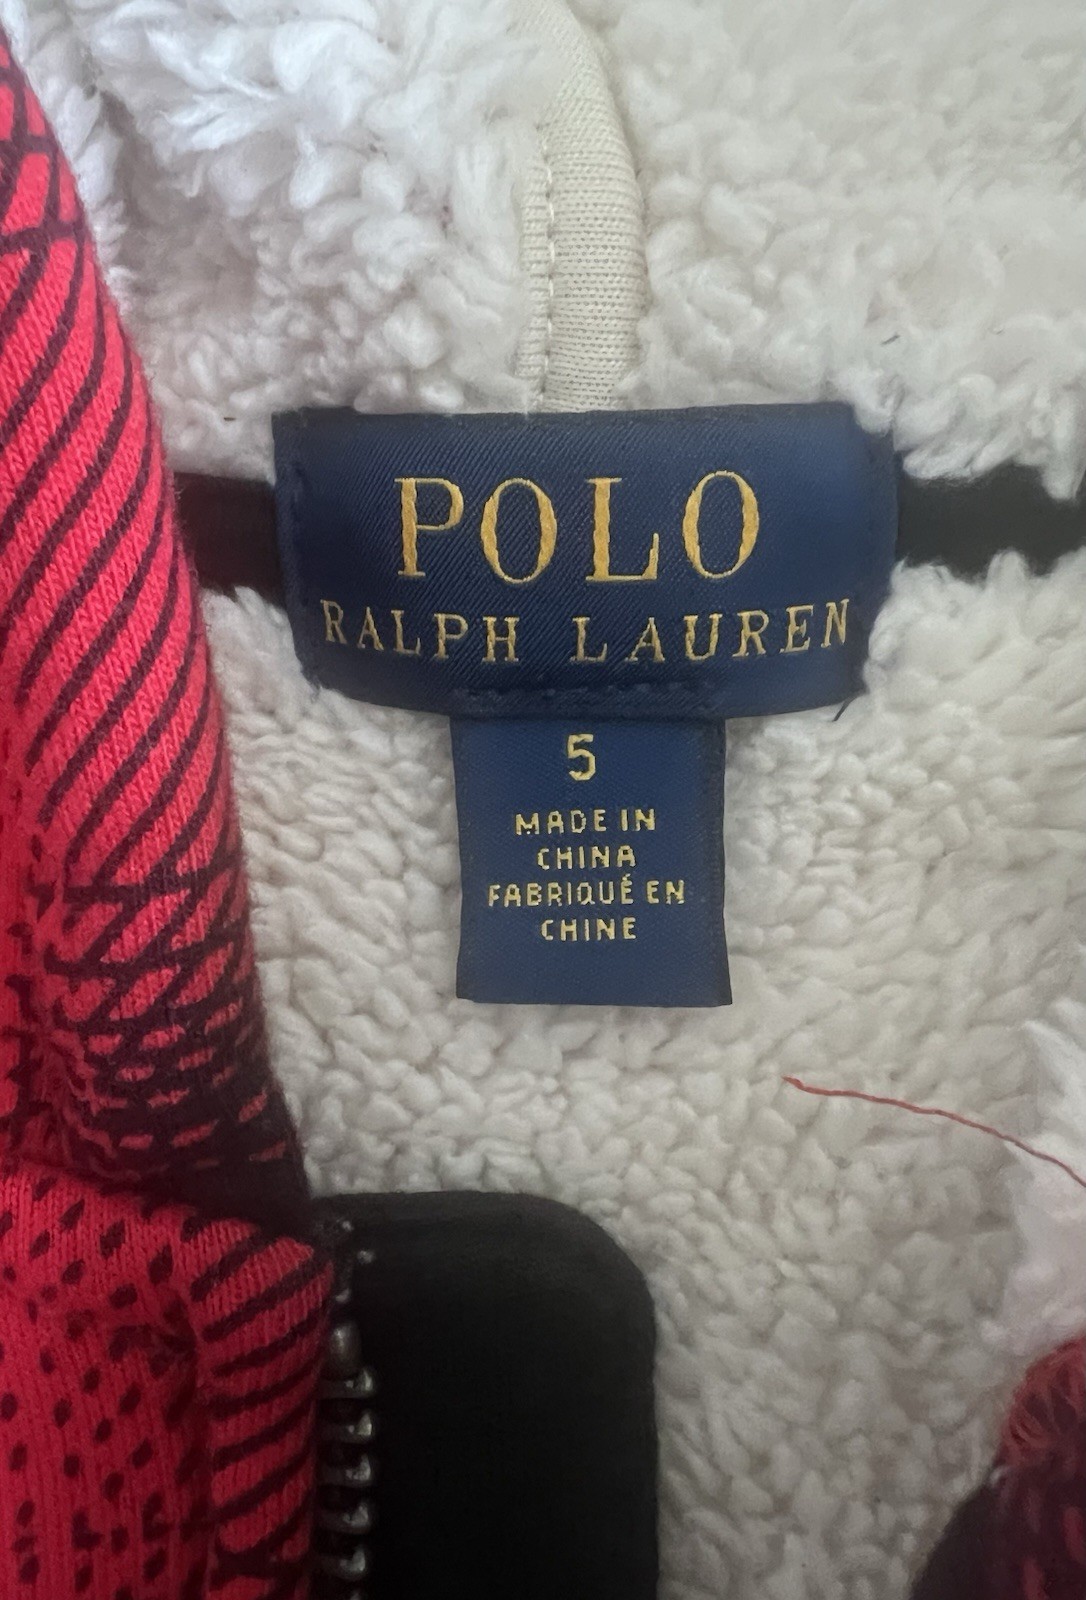 POLO
RALPH LAUREN
5
MADE IN
CHINA
FABRIQUÉ EN
CHINE